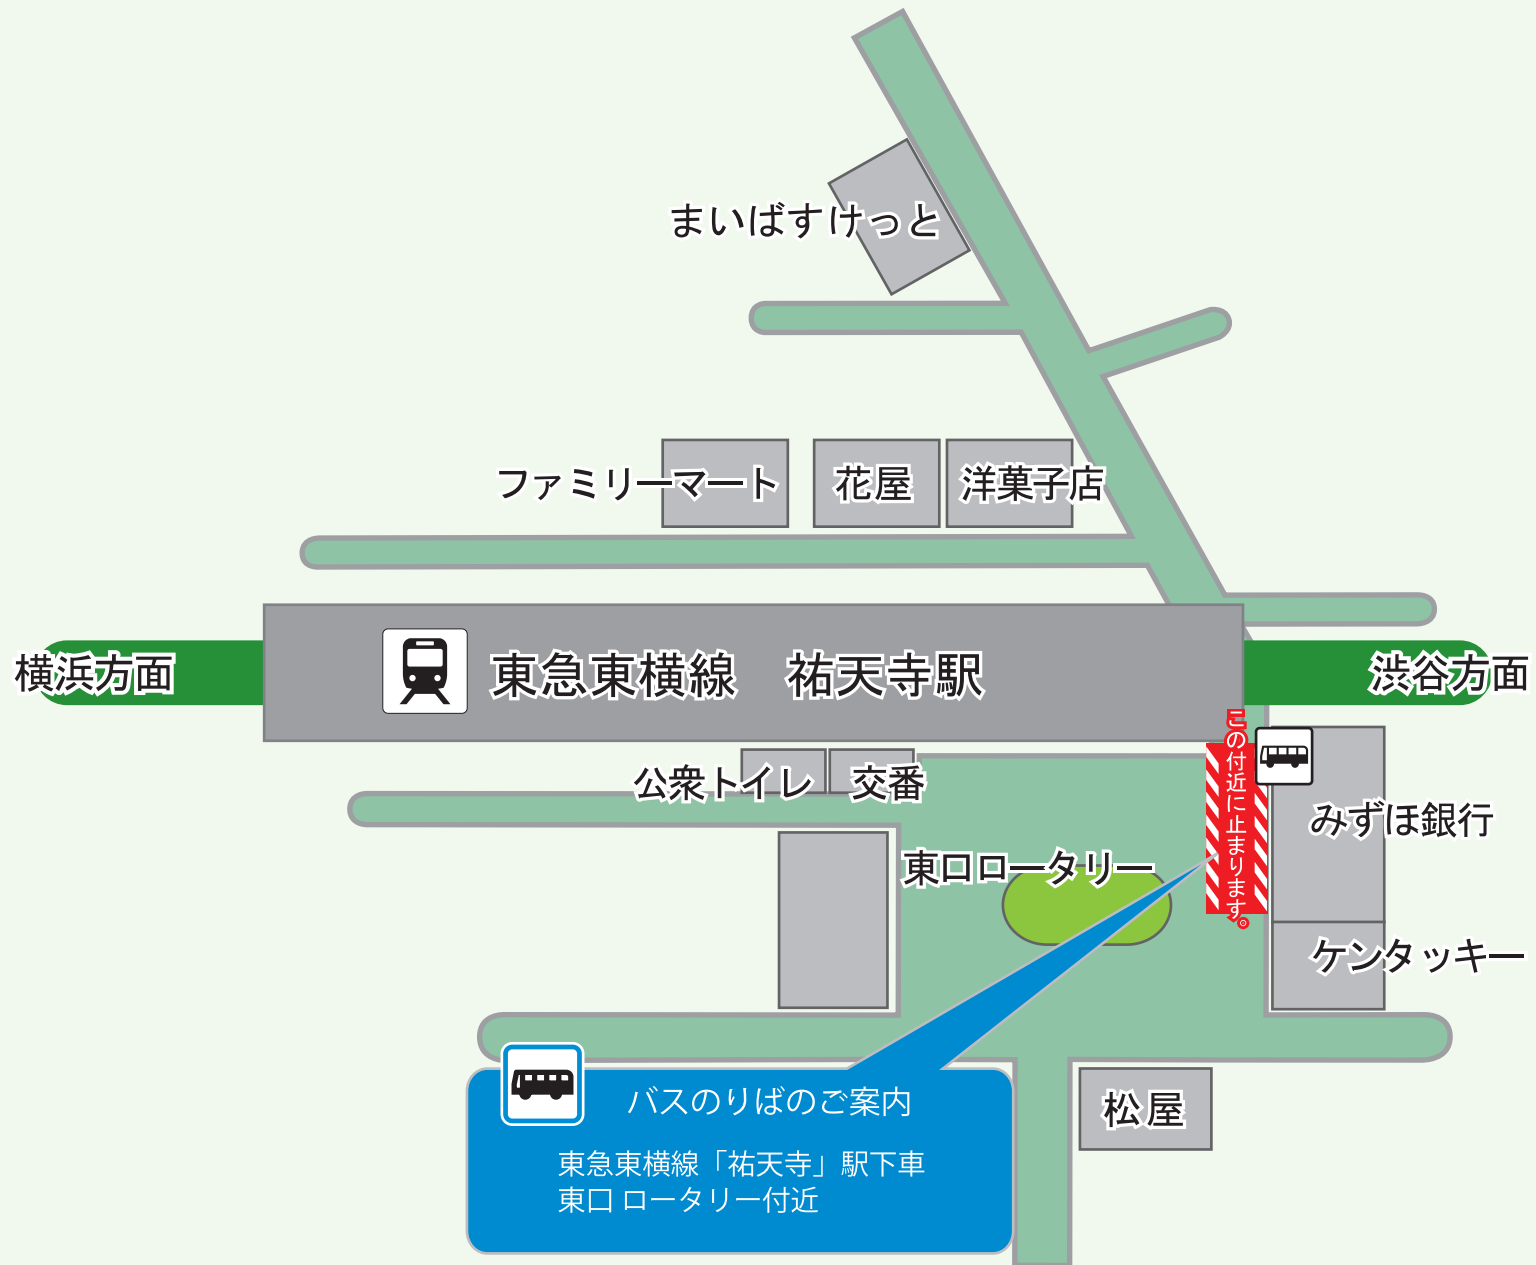 まいばすけっと
ファミリーマート
花屋
洋菓子店
横浜方面
東急東横線　祐天寺駅
渋谷方面
この付近に止まります。
公衆トイレ
交番
みずほ銀行
東口ロータリー
ケンタッキー
バスのりばのご案内
東急東横線「祐天寺」駅下車
東口 ロータリー付近
松屋